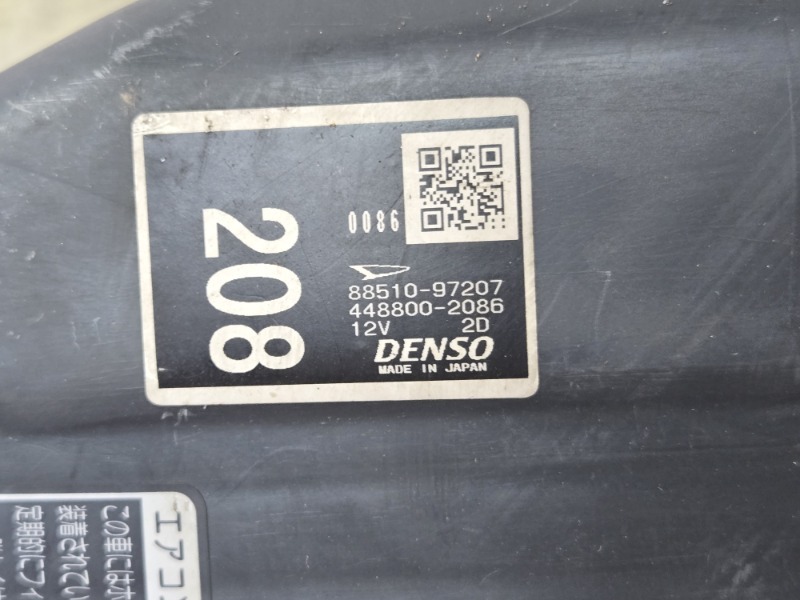 208
0086
88510-97207
448800-2086
12V 2D
DENSO
MADE IN JAPAN
エアコ
この車には
装着されてい
定期的にフィ